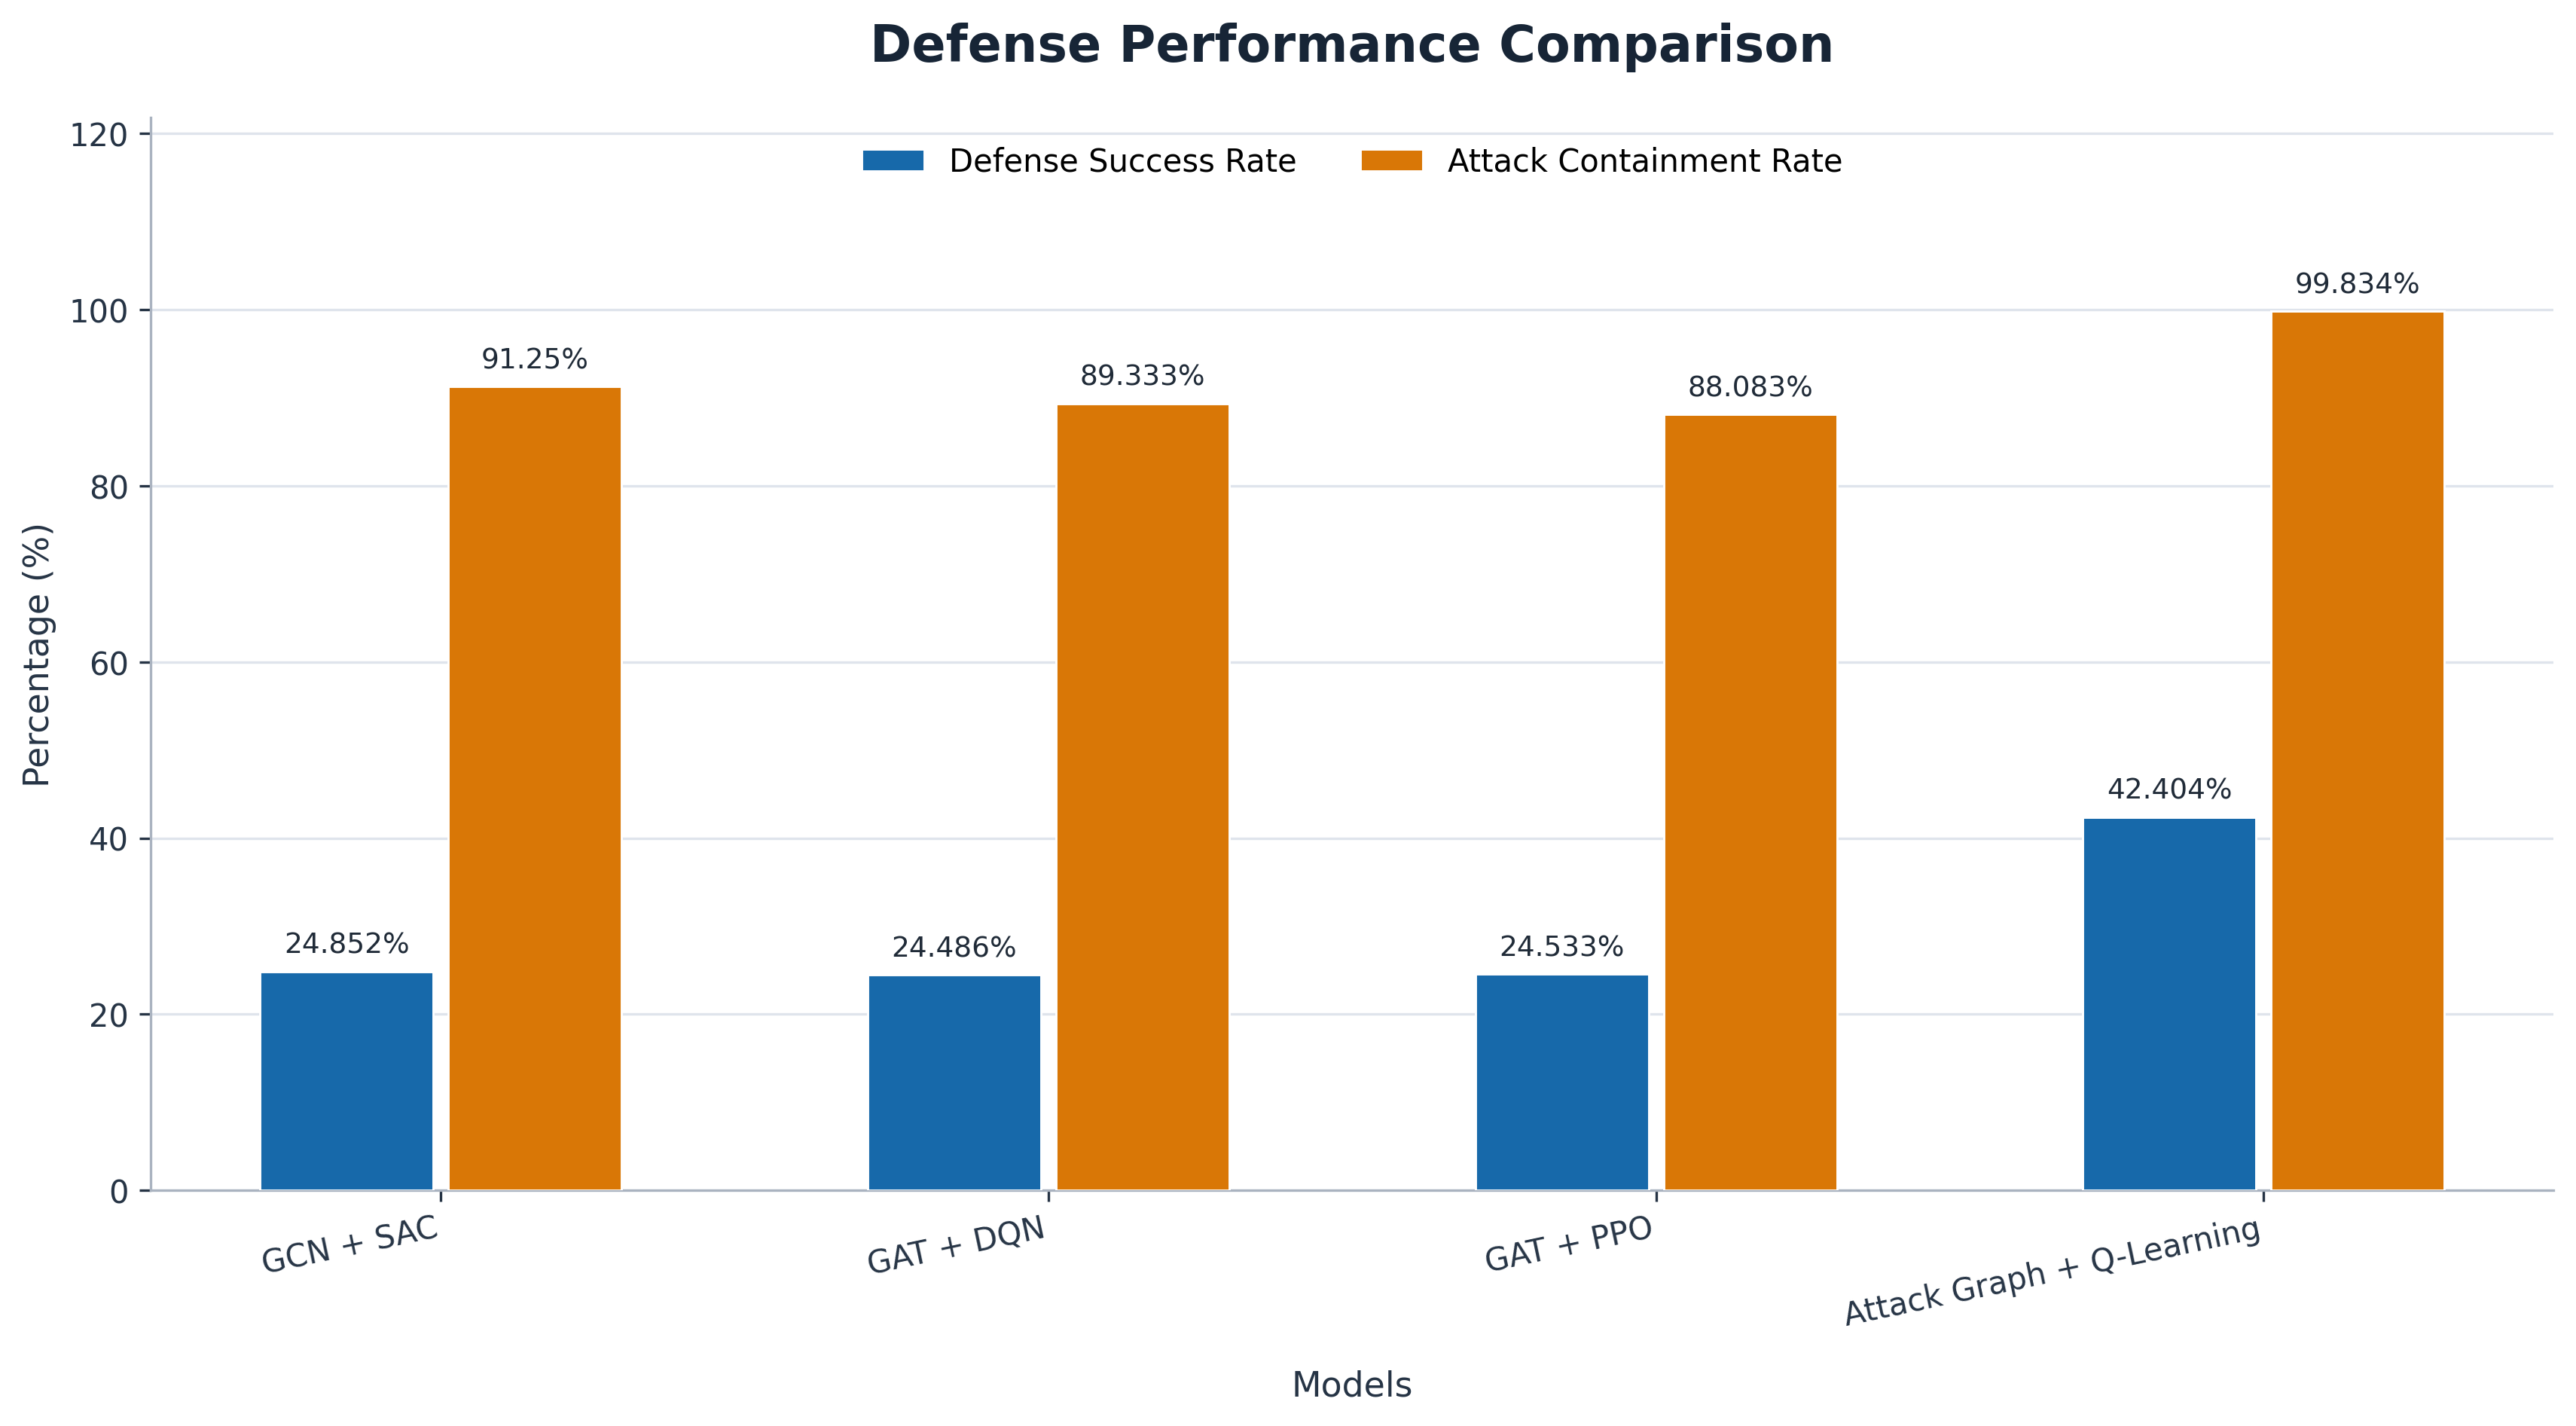 Defense Performance Comparison
Defense Success Rate
Attack Containment Rate
Percentage (%)
120
100
80
60
40
20
0
24.852%
91.25%
24.486%
89.333%
24.533%
88.083%
42.404%
99.834%
GCN + SAC
GAT + DQN
GAT + PPO
Attack Graph + Q-Learning
Models